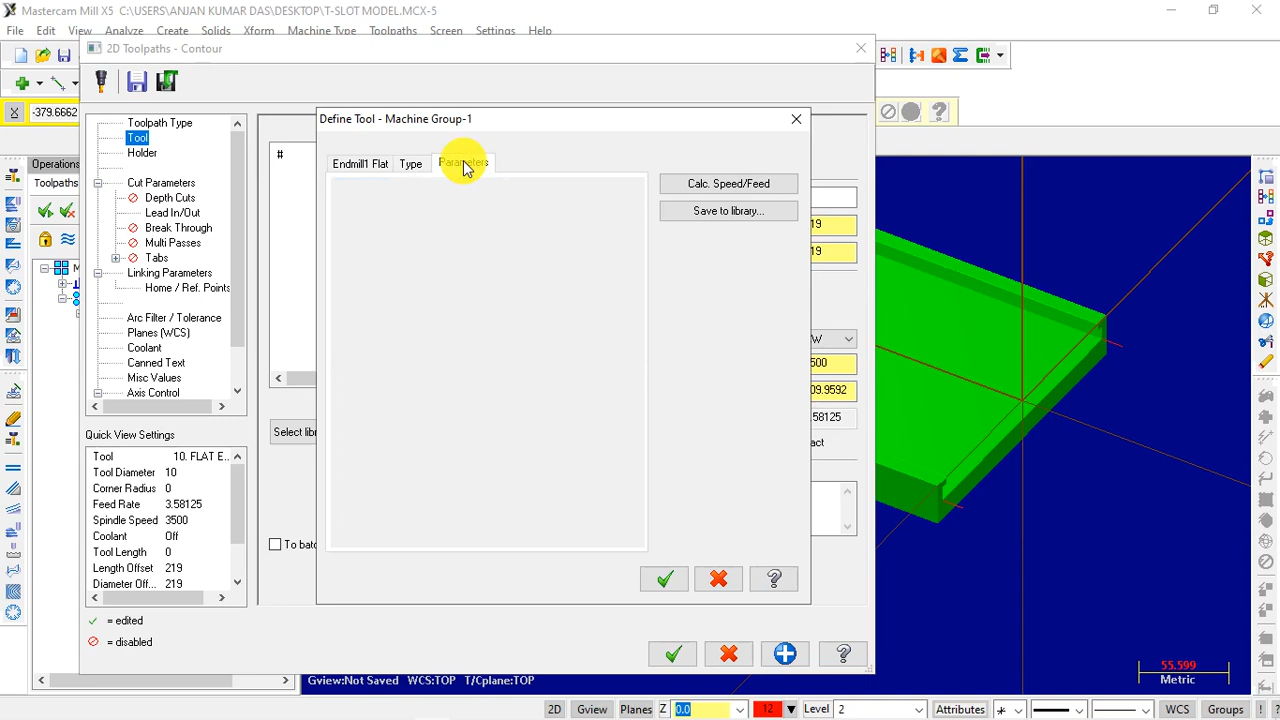 Mastercam Mill X5 C:\USERS\ANJAN KUMAR DAS\DESKTOP\T-SLOT MODEL.MCX-5
File Edit View Analyze Create Solids Xform Machine Type Toolpaths Screen Settings Help
2D Toolpaths - Contour
-379.6662
Operations
Toolpaths
Toolpath Type
Tool
Holder
Cut Parameters
Depth Cuts
Lead In/Out
Break Through
Multi Passes
Tabs
Linking Parameters
Home / Ref. Points
Arc Filter / Tolerance
Planes (WCS)
Coolant
Canned Text
Misc Values
Axis Control
Quick View Settings
Tool 10. FLAT E...
Tool Diameter 10
Corner Radius 0
Feed Rate 3.58125
Spindle Speed 3500
Coolant Off
Tool Length 0
Length Offset 219
Diameter Off... 219
= edited
= disabled
#
Select lib
To batc
Define Tool - Machine Group-1
Endmill1 Flat Type Parameters
Calc. Speed/Feed
Save to library...
19
19
W
500
09.9592
58125
act
55.599
Metric
Gview:Not Saved WCS:TOP T/Cplane:TOP
2D Gview Planes Z 0.0 12 Level 2 Attributes WCS Groups ! ?